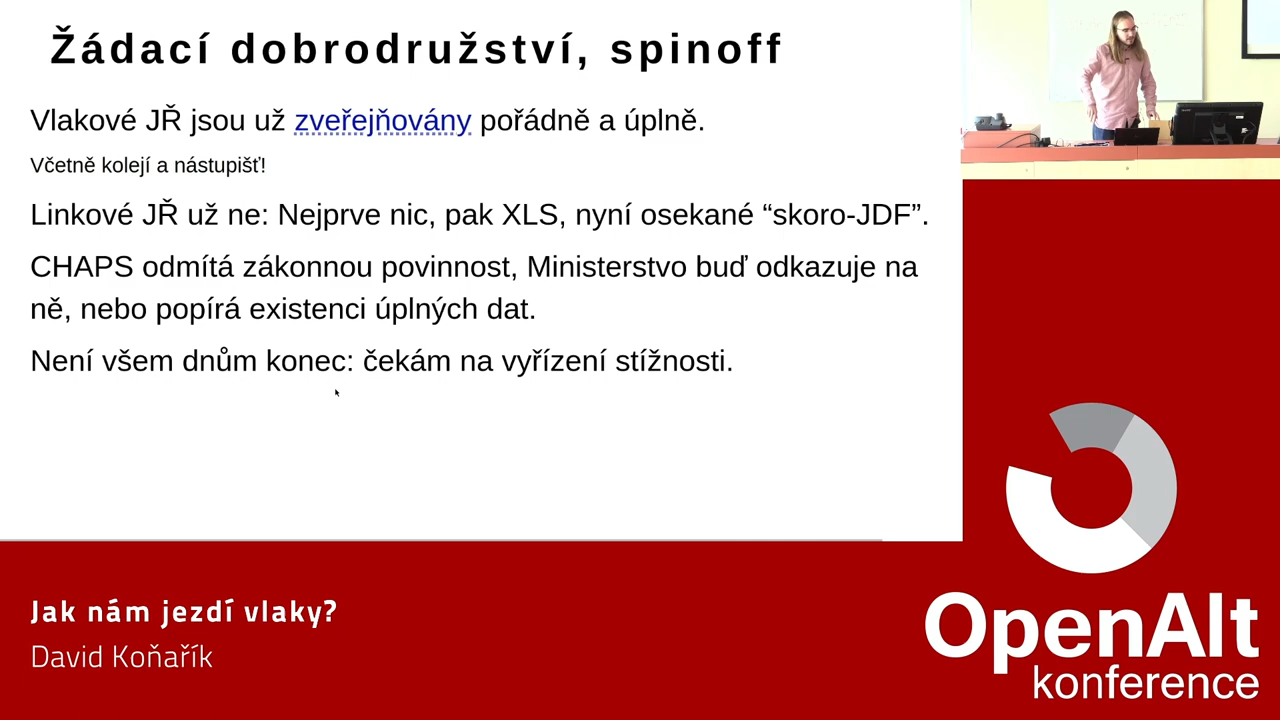 Žádací dobrodružství, spinoff
Vlakové JŘ jsou už zveřejňovány pořádně a úplně.
Včetně kolejí a nástupišť!
Linkové JŘ už ne: Nejprve nic, pak XLS, nyní osekané “skoro-JDF”.
CHAPS odmítá zákonnou povinnost, Ministerstvo buď odkazuje na
ně, nebo popírá existenci úplných dat.
Není všem dnům konec: čekám na vyřízení stížnosti.
Jak nám jezdí vlaky?
David Koňařík
OpenAlt
konference